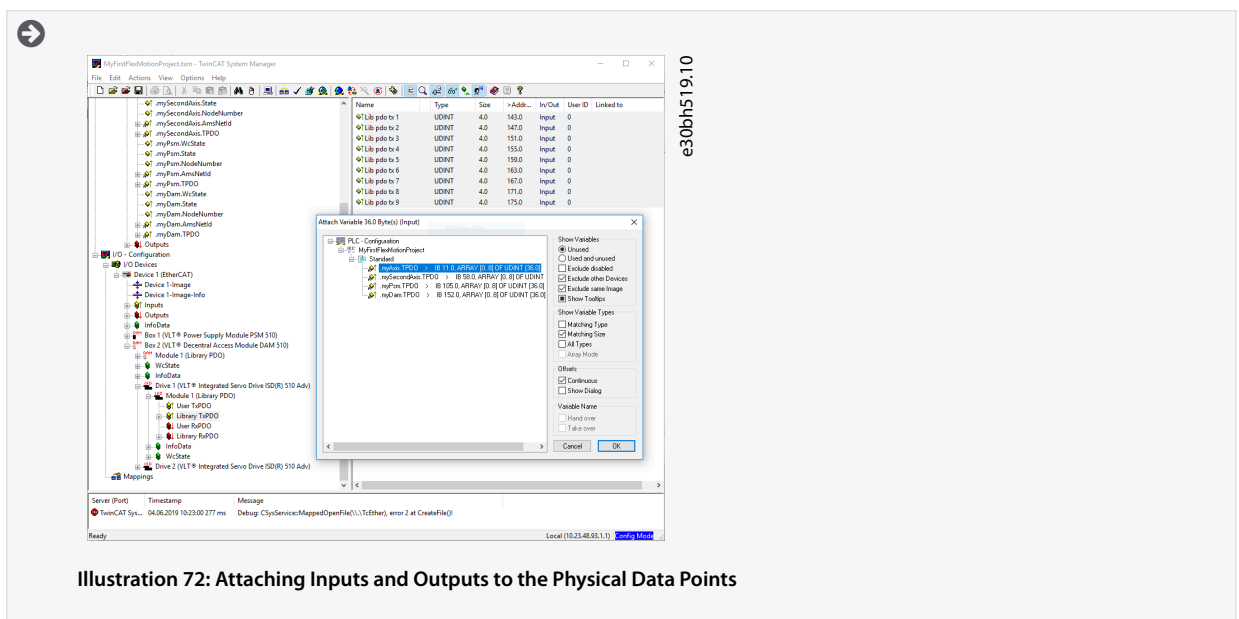 MyFirstFlexMotionProject.tsm - TwinCAT System Manager
File Edit Actions View Options Help
.mySecondAxis.State
.mySecondAxis.NodeNumber
.mySecondAxis.AmsNetId
.mySecondAxis.TPDO
.myPsm.WcState
.myPsm.State
.myPsm.NodeNumber
.myPsm.AmsNetId
.myPsm.TPDO
.myDam.WcState
.myDam.State
.myDam.NodeNumber
.myDam.AmsNetId
.myDam.TPDO
Outputs
I/O - Configuration
I/O Devices
Device 1 (EtherCAT)
Device 1-Image
Device 1-Image-Info
Inputs
Outputs
InfoData
Box 1 (VLT® Power Supply Module PSM 510)
Box 2 (VLT® Decentral Access Module DAM 510)
Module 1 (Library PDO)
WcState
InfoData
Drive 1 (VLT® Integrated Servo Drive ISD(R) 510 Adv)
Module 1 (Library PDO)
User TxPDO
Library TxPDO
User RxPDO
Library RxPDO
InfoData
WcState
Drive 2 (VLT® Integrated Servo Drive ISD(R) 510 Adv)
Mappings
Name Type Size >Addr... In/Out User ID Linked to
Lib pdo tx 1 UDINT 4.0 143.0 Input 0
Lib pdo tx 2 UDINT 4.0 147.0 Input 0
Lib pdo tx 3 UDINT 4.0 151.0 Input 0
Lib pdo tx 4 UDINT 4.0 155.0 Input 0
Lib pdo tx 5 UDINT 4.0 159.0 Input 0
Lib pdo tx 6 UDINT 4.0 163.0 Input 0
Lib pdo tx 7 UDINT 4.0 167.0 Input 0
Lib pdo tx 8 UDINT 4.0 171.0 Input 0
Lib pdo tx 9 UDINT 4.0 175.0 Input 0
Attach Variable 36.0 Byte(s) (Input)
PLC - Configuration
MyFirstFlexMotionProject
Standard
.myAxis.TPDO > IB 11.0, ARRAY [0..8] OF UDINT [36.0]
.mySecondAxis.TPDO > IB 58.0, ARRAY [0..8] OF UDINT
.myPsm.TPDO > IB 105.0, ARRAY [0..8] OF UDINT [36.0]
.myDam.TPDO > IB 152.0, ARRAY [0..8] OF UDINT [36.0]
Show Variables
Unused
Used and unused
Exclude disabled
Exclude other Devices
Exclude same Image
Show Tooltips
Show Variable Types
Matching Type
Matching Size
All Types
Array Mode
Offsets
Continuous
Show Dialog
Variable Name
Hand over
Take over
Cancel OK
Server (Port) Timestamp Message
TwinCAT Sys... 04.06.2019 10:23:00 277 ms Debug: CSysService::MappedOpenFile(\\.\TcEther), error 2 at CreateFile()!
Ready Local (10.23.48.93.1.1) Config Mode
e30bh519.10
Illustration 72: Attaching Inputs and Outputs to the Physical Data Points